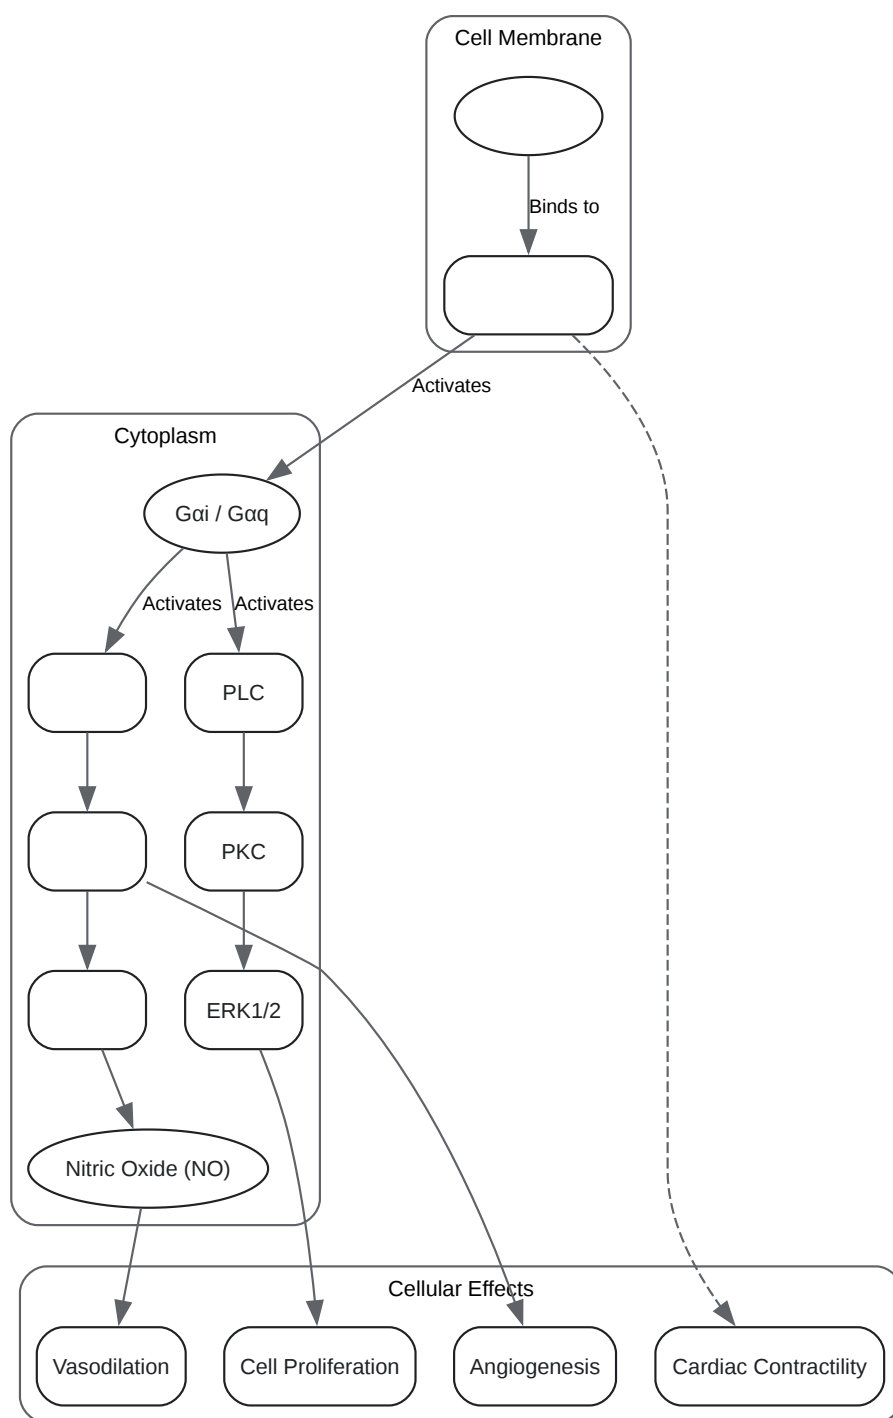 Cell Membrane
Binds to
Activates
Cytoplasm
Gαi / Gαq
Activates
Activates
PLC
PKC
ERK1/2
Nitric Oxide (NO)
Cellular Effects
Vasodilation
Cell Proliferation
Angiogenesis
Cardiac Contractility